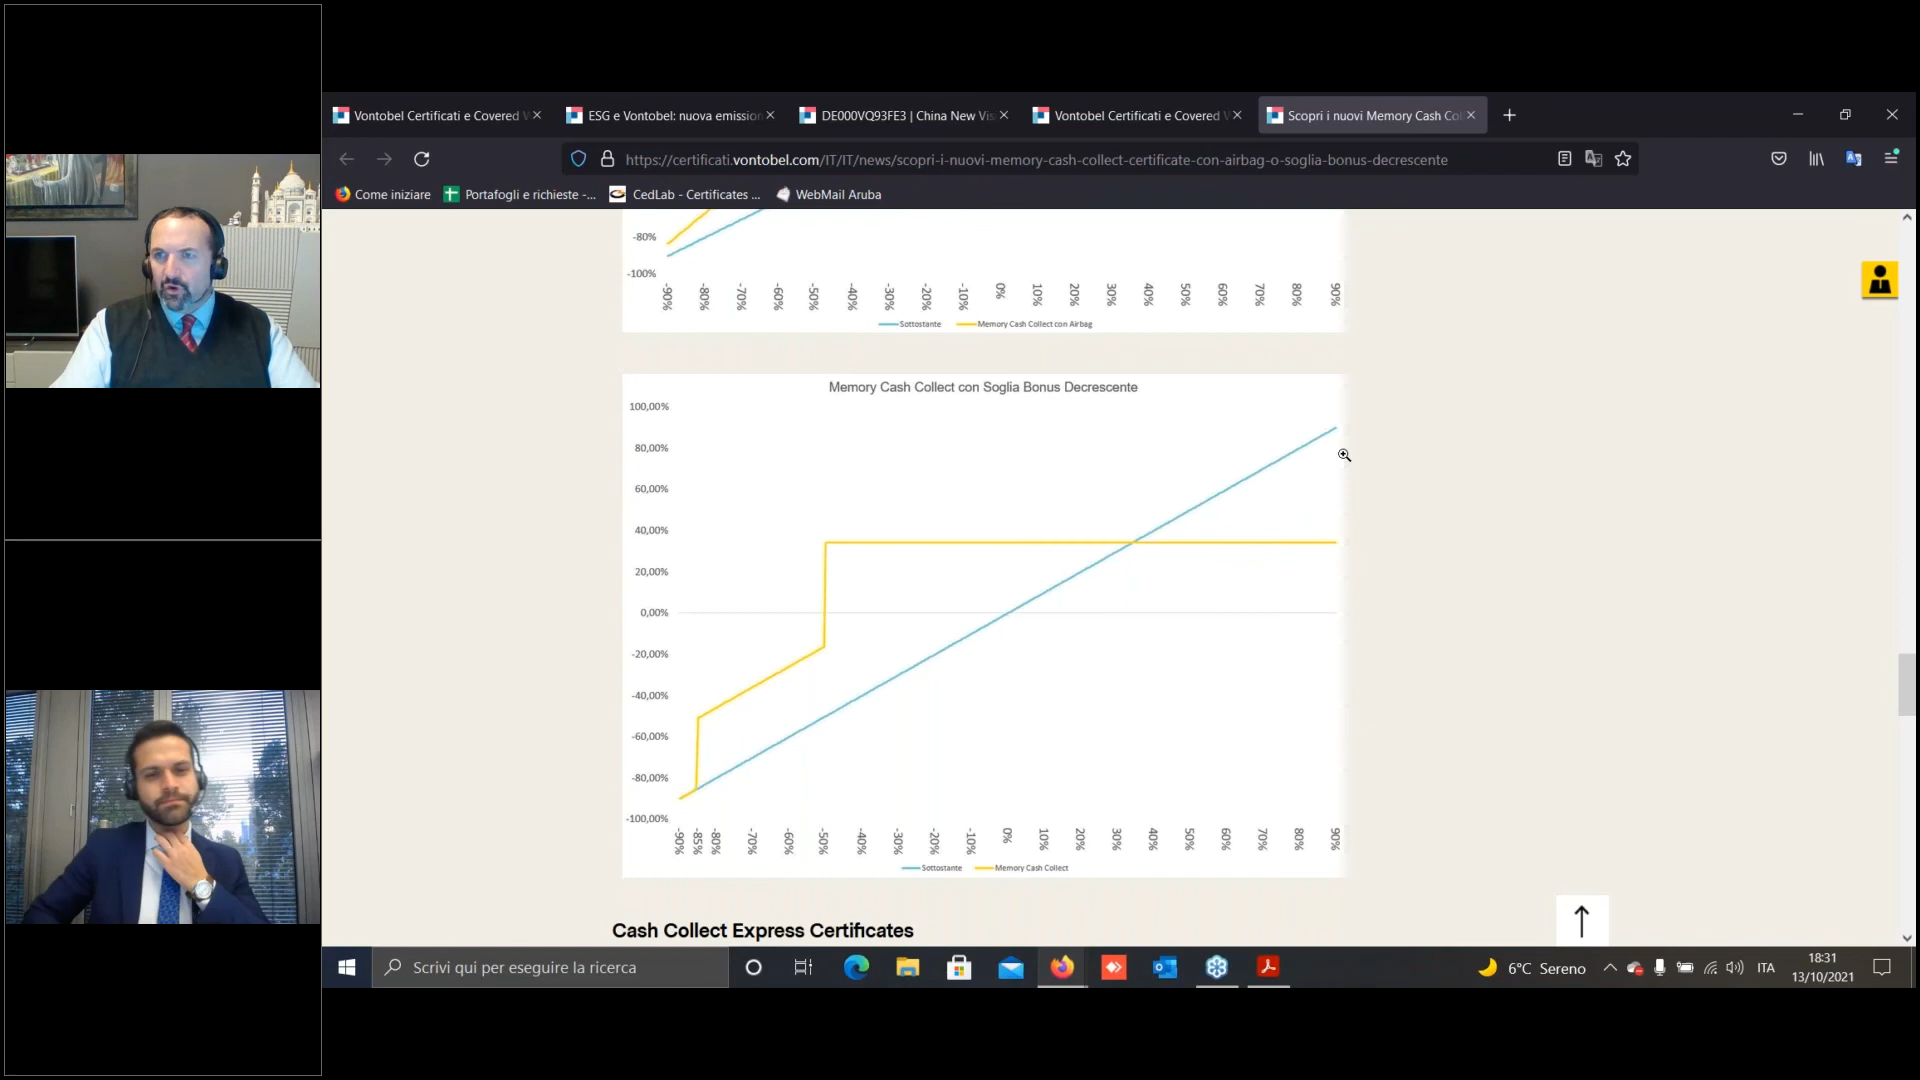 Vontobel Certificati e Covered W
ESG e Vontobel: nuova emission
DE000VQ93FE3 | China New Vis
Vontobel Certificati e Covered W
Scopri i nuovi Memory Cash Col
https://certificati.vontobel.com/IT/IT/news/scopri-i-nuovi-memory-cash-collect-certificate-con-airbag-o-soglia-bonus-decrescente
Come iniziare
Portafogli e richieste -...
CedLab - Certificates ...
WebMail Aruba
-80%
-100%
-90% -80% -70% -60% -50% -40% -30% -20% -10% 0% 10% 20% 30% 40% 50% 60% 70% 80% 90%
Sottostante Memory Cash Collect con Airbag
Memory Cash Collect con Soglia Bonus Decrescente
100,00%
80,00%
60,00%
40,00%
20,00%
0,00%
-20,00%
-40,00%
-60,00%
-80,00%
-100,00%
-90% -85% -80% -70% -60% -50% -40% -30% -20% -10% 0% 10% 20% 30% 40% 50% 60% 70% 80% 90%
Sottostante Memory Cash Collect
Cash Collect Express Certificates
Scrivi qui per eseguire la ricerca
6°C Sereno
ITA
18:31
13/10/2021